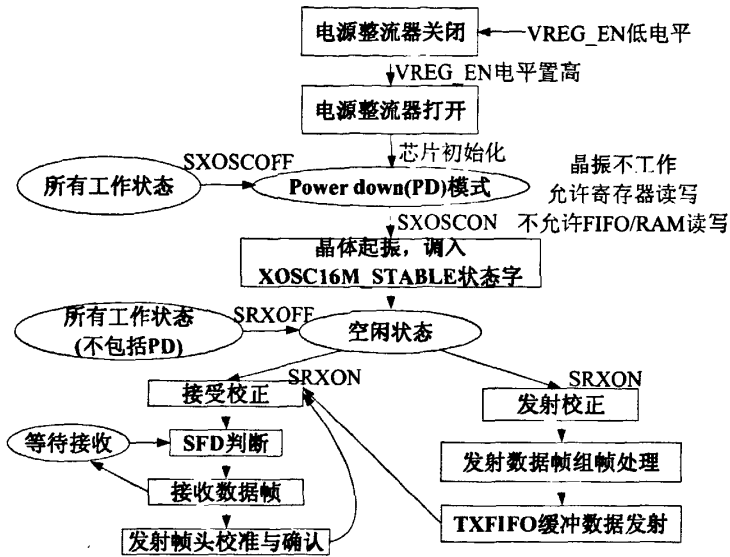 电源整流器关闭
VREG_EN低电平
VREG_EN电平置高
电源整流器打开
芯片初始化
SXOSCOFF
所有工作状态
Power down(PD)模式
晶振不工作
允许寄存器读写
不允许FIFO/RAM读写
SXOSCON
晶体起振，调入
XOSC16M_STABLE状态字
所有工作状态
(不包括PD)
SRXOFF
空闲状态
SRXON
SRXON
接受校正
发射校正
等待接收
SFD判断
发射数据帧组帧处理
接收数据帧
TXFIFO缓冲数据发射
发射帧头校准与确认